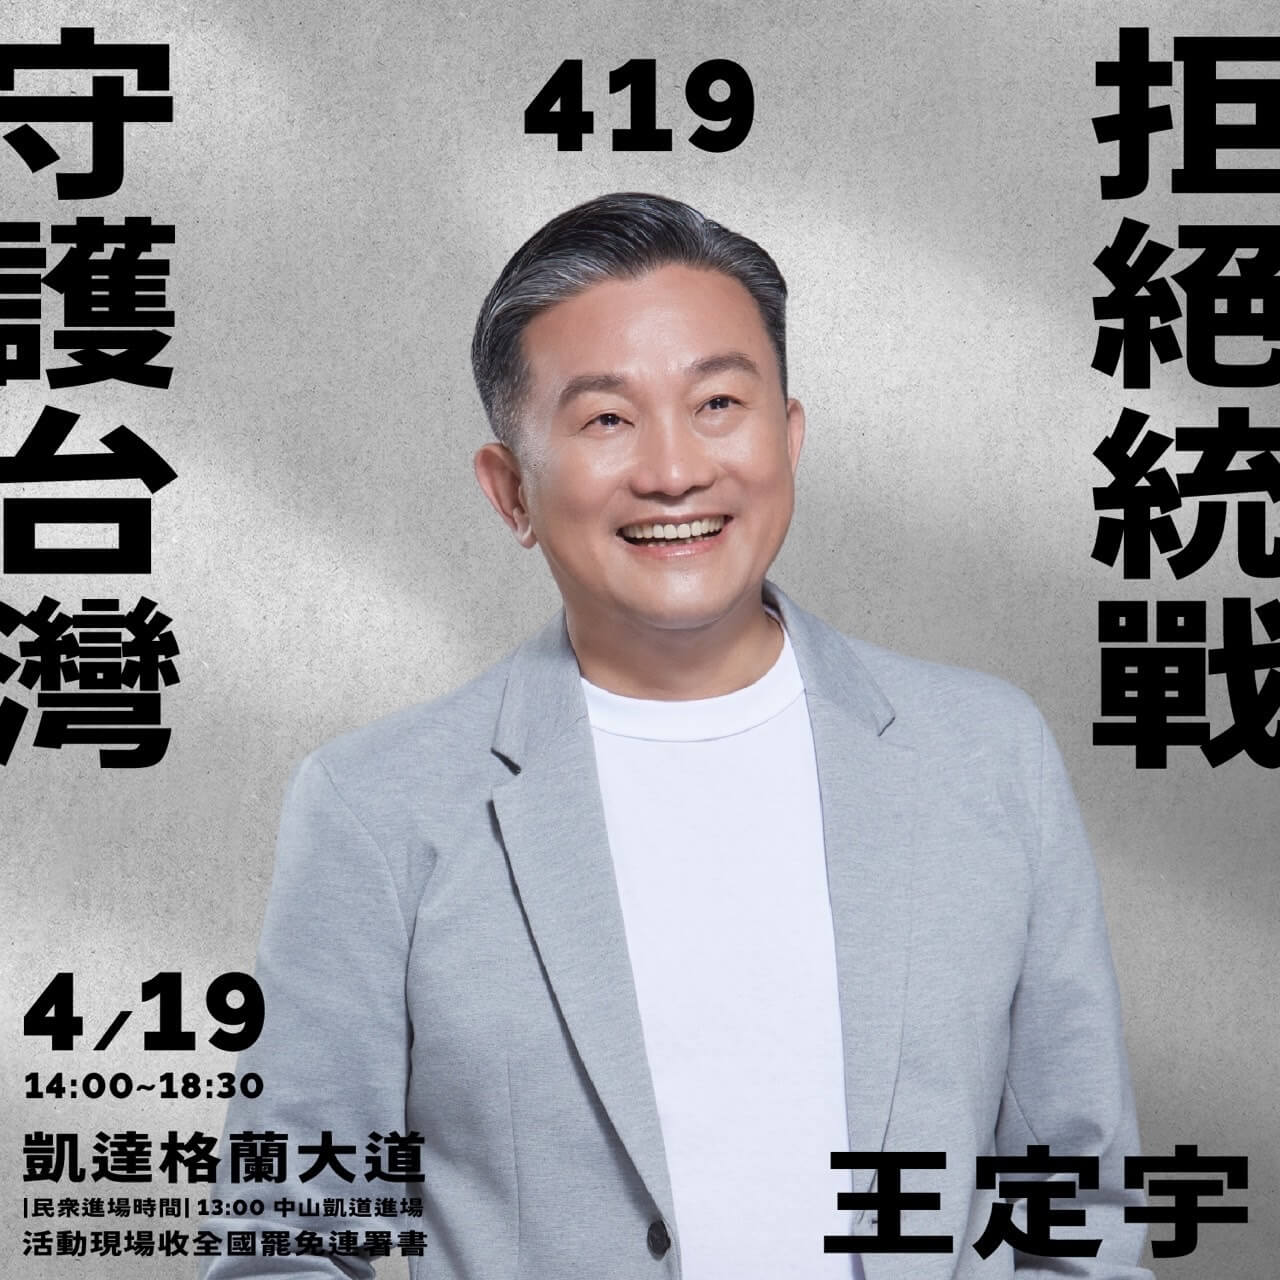 419
拒絕統戰
守護台灣
4/19
14:00~18:30
凱達格蘭大道
|民眾進場時間| 13:00 中山凱道進場
活動現場收全國罷免連署書
王定宇